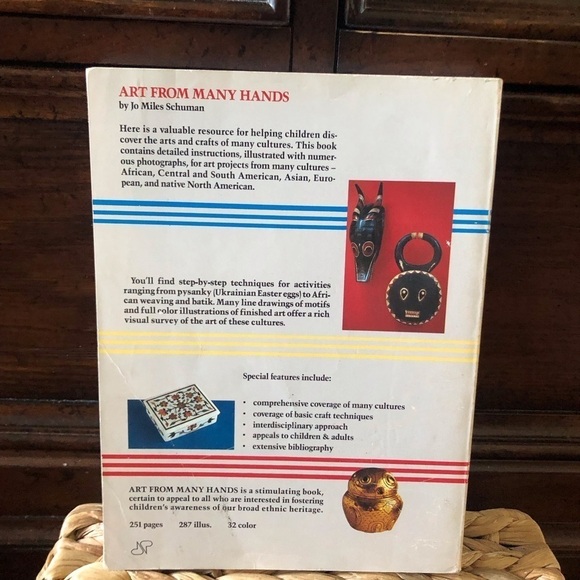 ART FROM MANY HANDS
by Jo Miles Schuman
Here is a valuable resource for helping children dis-
cover the arts and crafts of many cultures. This book
contains detailed instructions, illustrated with numer-
ous photographs, for art projects from many cultures –
African, Central and South American, Asian, Euro-
pean, and native North American.
You'll find step-by-step techniques for activities
ranging from pysanky (Ukrainian Easter eggs) to Afri-
can weaving and batik. Many line drawings of motifs
and full color illustrations of finished art offer a rich
visual survey of the art of these cultures.
Special features include:
• comprehensive coverage of many cultures
• coverage of basic craft techniques
• interdisciplinary approach
• appeals to children & adults
• extensive bibliography
ART FROM MANY HANDS is a stimulating book,
certain to appeal to all who are interested in fostering
children's awareness of our broad ethnic heritage.
251 pages 287 illus. 32 color